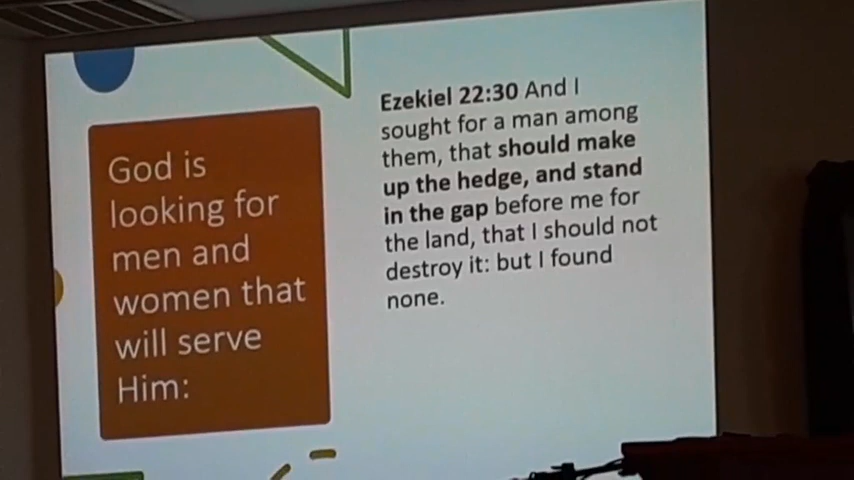 God is
looking for
men and
women that
will serve
Him:
Ezekiel 22:30 And I
sought for a man among
them, that should make
up the hedge, and stand
in the gap before me for
the land, that I should not
destroy it: but I found
none.